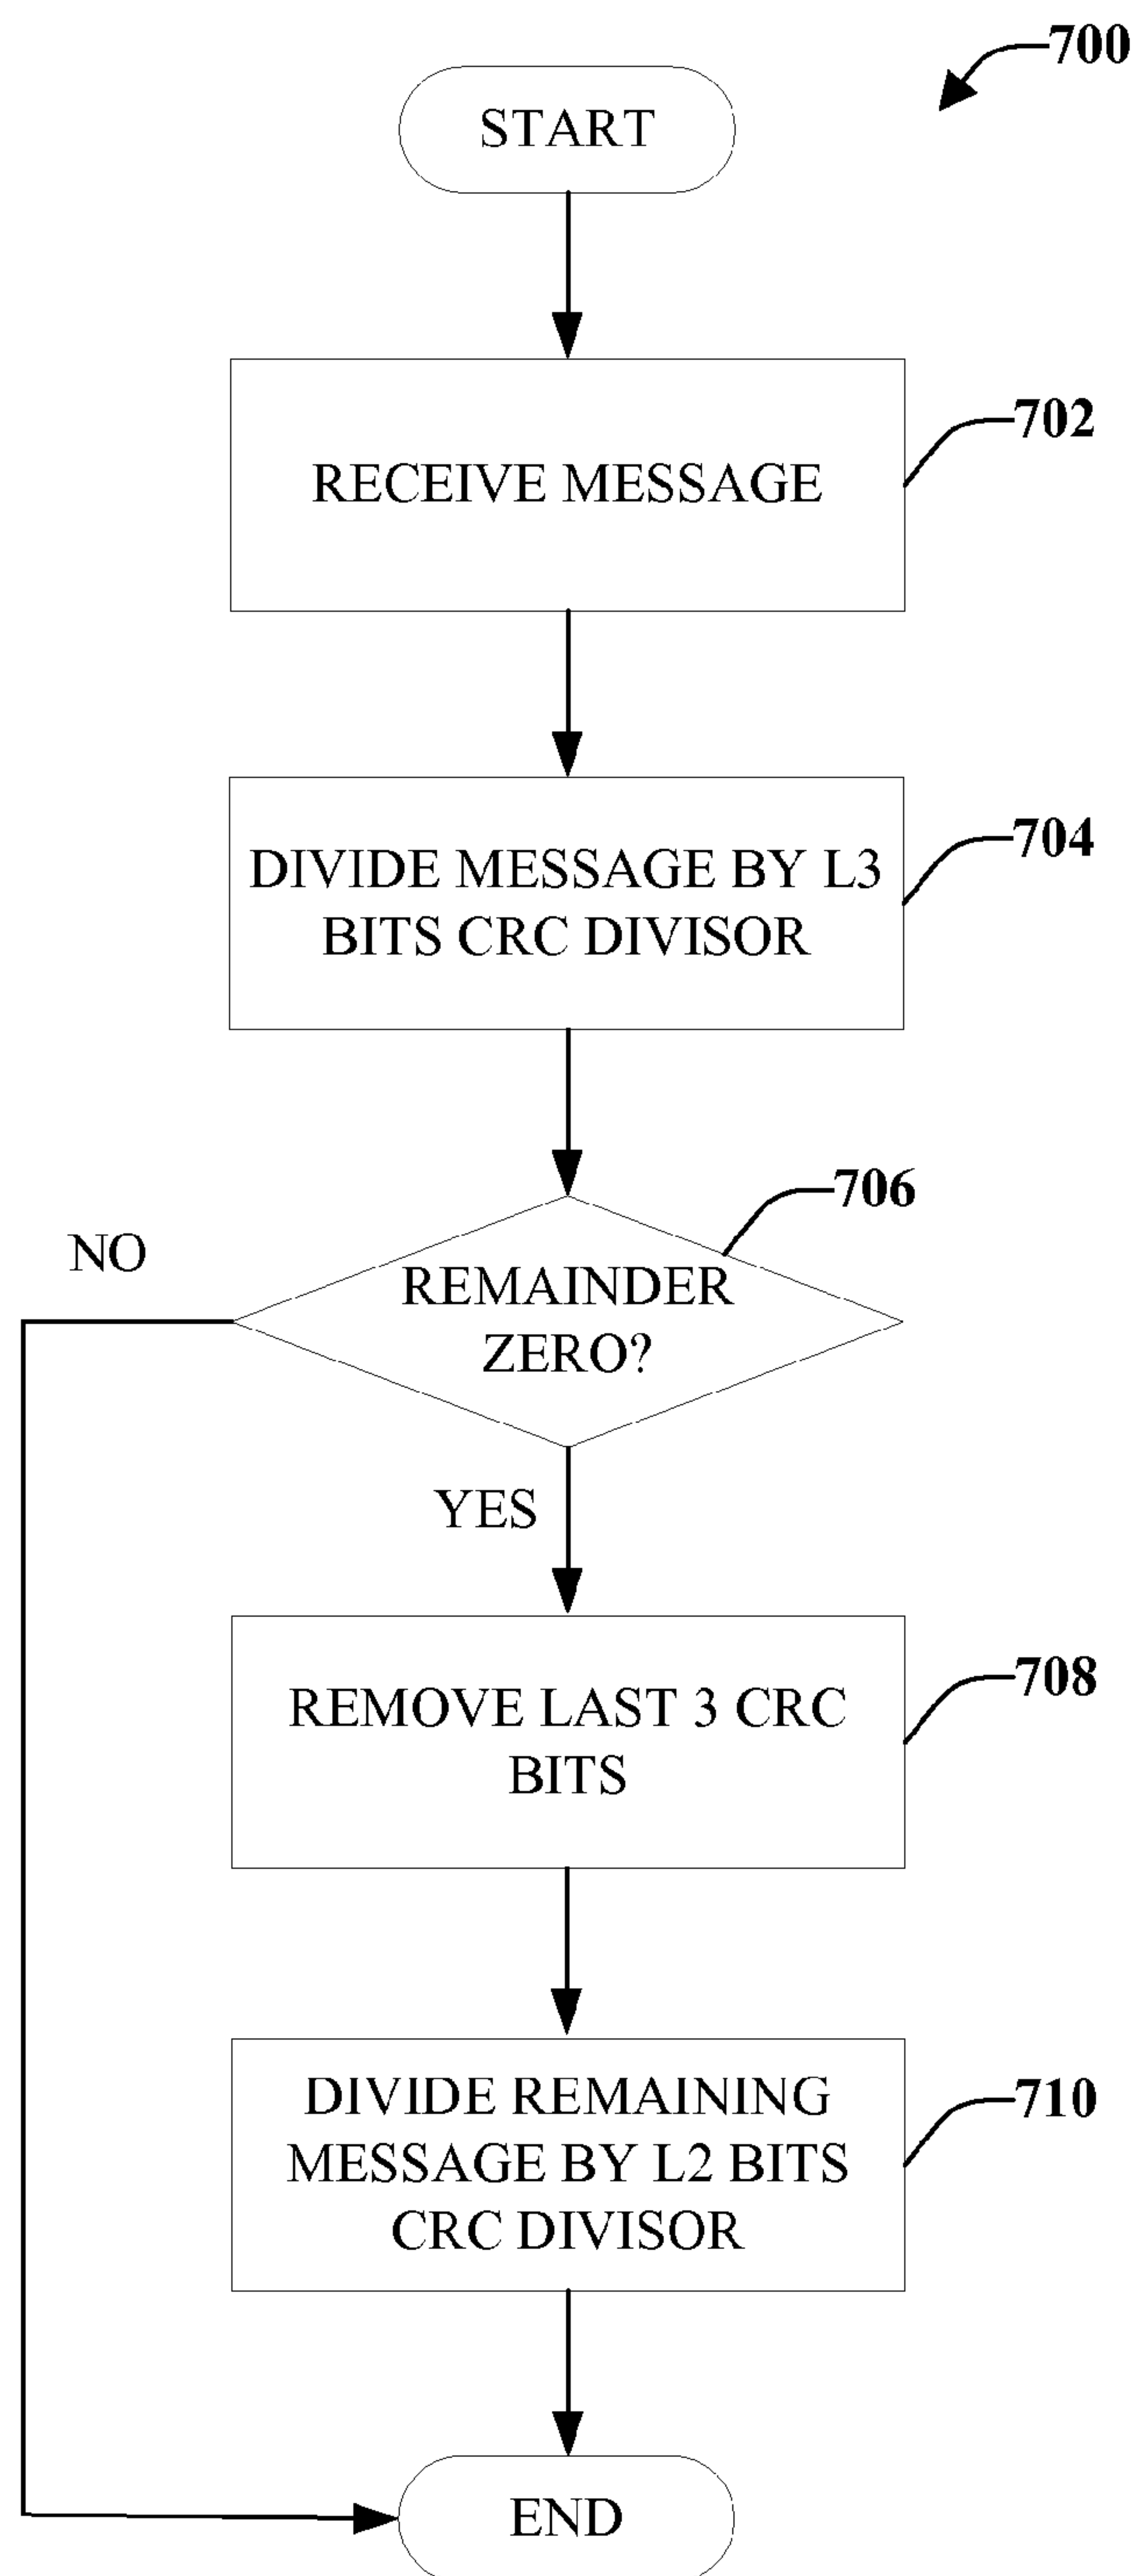 700
START
RECEIVE MESSAGE
702
DIVIDE MESSAGE BY L3
BITS CRC DIVISOR
704
706
NO
REMAINDER
ZERO?
YES
REMOVE LAST 3 CRC
BITS
708
DIVIDE REMAINING
MESSAGE BY L2 BITS
CRC DIVISOR
710
END